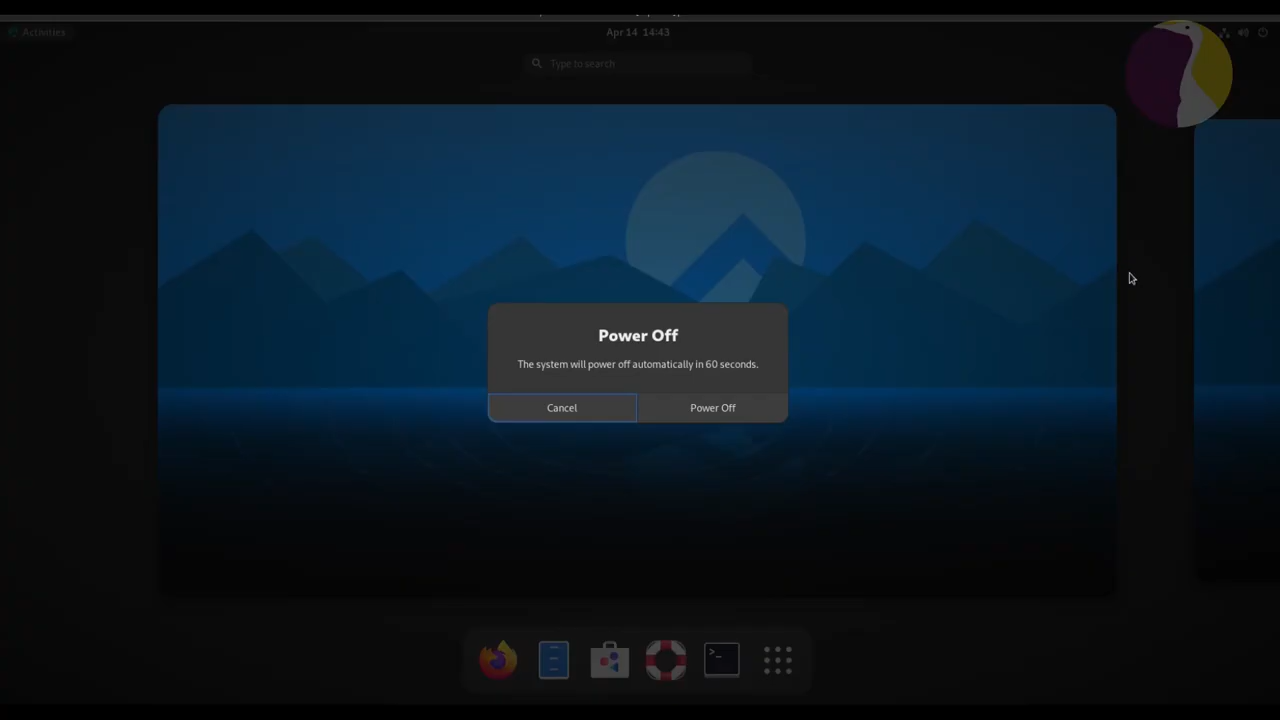 Activities
Apr 14 14:43
Type to search
Power Off
The system will power off automatically in 60 seconds.
Cancel
Power Off